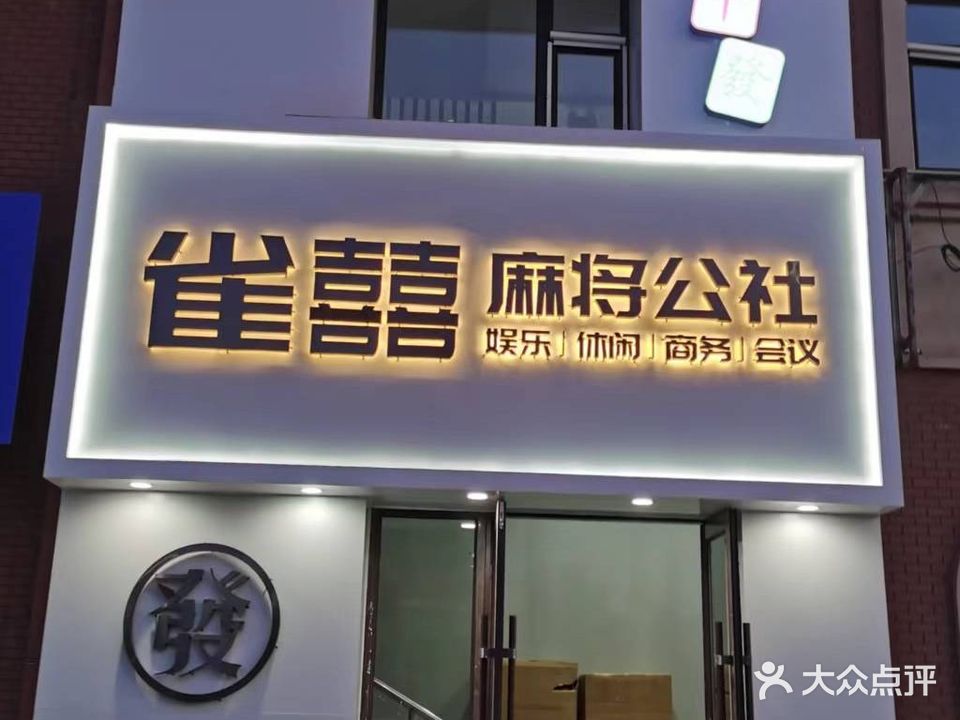 中
發
雀囍 麻将公社
娱乐 | 休闲 | 商务 | 会议
發
大众点评